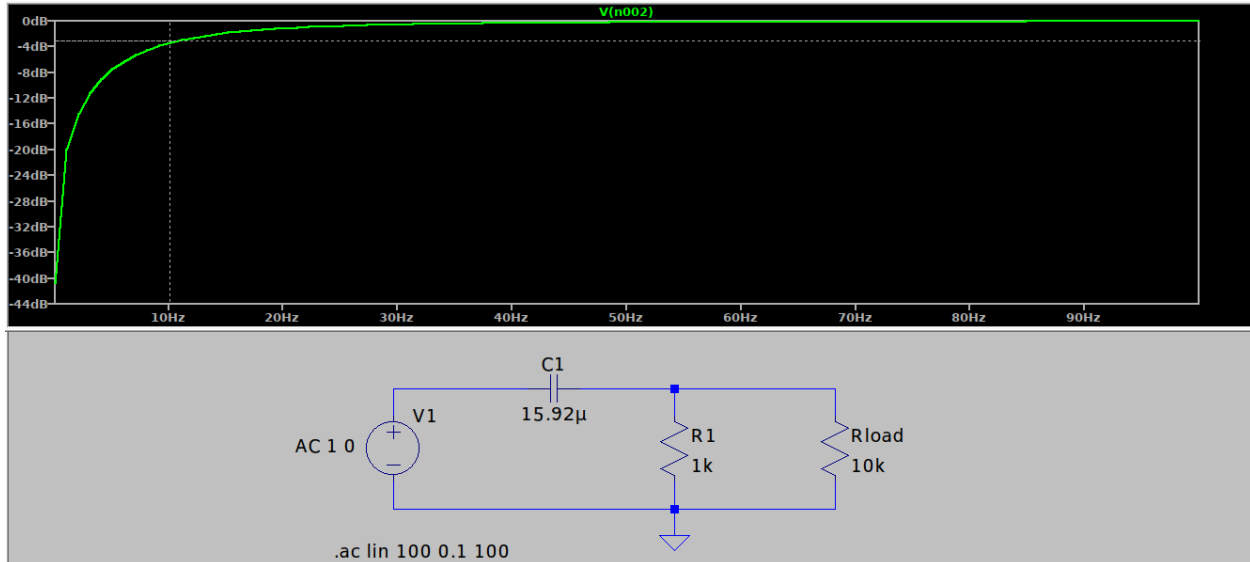 V(n002)
0dB
-4dB
-8dB
-12dB
-16dB
-20dB
-24dB
-28dB
-32dB
-36dB
-40dB
-44dB
10Hz 20Hz 30Hz 40Hz 50Hz 60Hz 70Hz 80Hz 90Hz
C1
15.92µ
V1
AC 1 0
R1
1k
Rload
10k
.ac lin 100 0.1 100